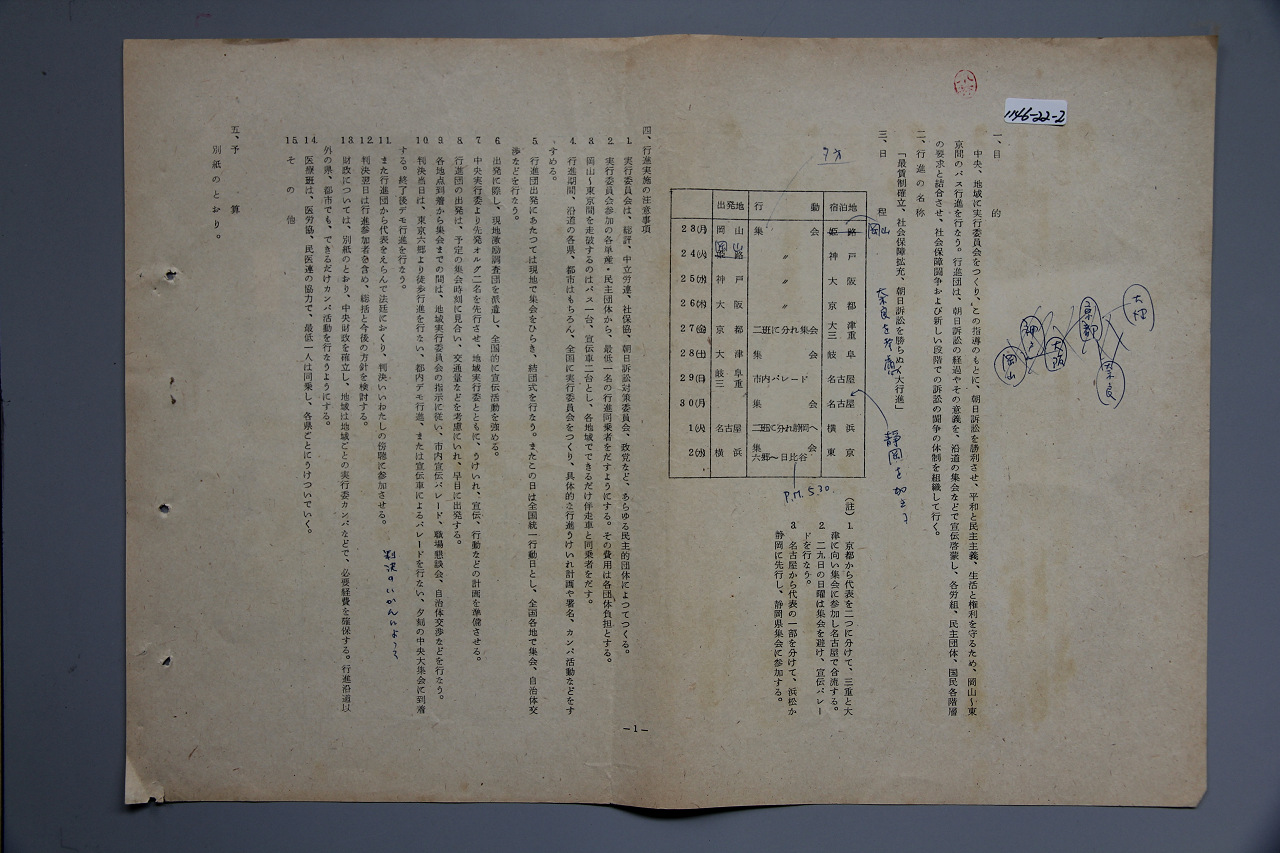 1146-22-2
一、目的
中央、地域に実行委員会をつくり、この指導のもとに、朝日訴訟を勝利させ、平和と民主主義、生活と権利を守るため、岡山〜東
京間のバス行進を行なう。行進団は、朝日訴訟の経過やその意義を、沿道の集会などで宣伝啓蒙し、各労組、民主団体、国民各階層
の要求と結合させ、社会保障闘争および新しい段階での訴訟の闘争の体制を組織して行く。
二、行進の名称
「最賃制確立、社会保障拡充、朝日訴訟を勝ちぬく大行進」
三、日程
大津
京都
奈良
大阪
神戸
岡山
奈良を考慮
出発地 行動 宿泊地
23(月) 岡山 集会 姫路 岡山
24(火) 姫路 岡山 〃 神戸
25(水) 神戸 〃 大阪
26(木) 大阪 〃 京都
27(金) 京都 二班に分れ集会 大津 三重
28(土) 大津 集会 岐阜
29(日) 岐阜 三重 市内パレード 名古屋
30(月) 集会 名古屋
1(火) 名古屋 二班に分れ静岡へ 横浜
2(水) 横浜 集会 六郷〜日比谷 東京
静岡を加える
P.M. 5.30
(注) 1. 京都から代表を二つに分けて、三重と大
津に向い集会に参加し名古屋で合流する。
2. 二九日の日曜は集会を避け、宣伝パレー
ドを行なう。
3. 名古屋から代表の一部を分けて、浜松か
静岡に先行し、静岡県集会に参加する。
四、行進実施の注意事項
1. 実行委員会は、総評、中立労連、社保協、朝日訴訟対策委員会、政党など、あらゆる民主的団体によつてつくる。
2. 実行委員会参加の各単産・民主団体から、最低一名の行進同乗者をだすようにする。その費用は各団体負担とする。
3. 岡山〜東京間を走破するのはバス一台、宣伝車二台とし、各地域でできるだけ伴走車と同乗者をだす。
4. 行進期間、沿道の各県、都市はもちろん、全国に実行委員会をつくり、具体的な行進うけいれ計画や署名、カンパ活動などをす
すめる。
5. 行進団出発にあたつては現地で集会をひらき、結団式を行なう。またこの日は全国統一行動日とし、全国各地で集会、自治体交
渉などを行なう。
6. 出発に際し、現地激励調査団を派遣し、全国的に宣伝活動を強める。
7. 中央実行委より先発オルグ二名を先行させ、地域実行委とともに、うけいれ、宣伝、行動などの計画を準備させる。
8. 行進団の出発は、予定の集会時刻に見合い、交通量などを考慮にいれ、早目に出発する。
9. 各地点到着から集会までの間は、地域実行委員会の指示に従い、市内宣伝パレード、職場懇談会、自治体交渉などを行なう。
10. 判決当日は、東京六郷より徒歩行進を行ない、都内デモ行進、または宣伝車によるパレードを行ない、夕刻の中央大集会に到着
する。終了後デモ行進を行なう。
11. また行進団から代表をえらんで法廷におくり、判決いいわたしの傍聴に参加させる。
判決のいかんによって
12. 判決翌日は行進参加者を含め、総括と今後の方針を検討する。
13. 財政については、別紙のとおり、中央財政を確立し、地域は地域ごとの実行委カンパなどで、必要経費を確保する。行進沿道以
外の県、都市でも、できるだけカンパ活動を行なうようにする。
14. 医療班は、医労協、民医連の協力で、最低一人は同乗し、各県ごとにうけついでいく。
15. その他
五、予算
別紙のとおり。
—1—